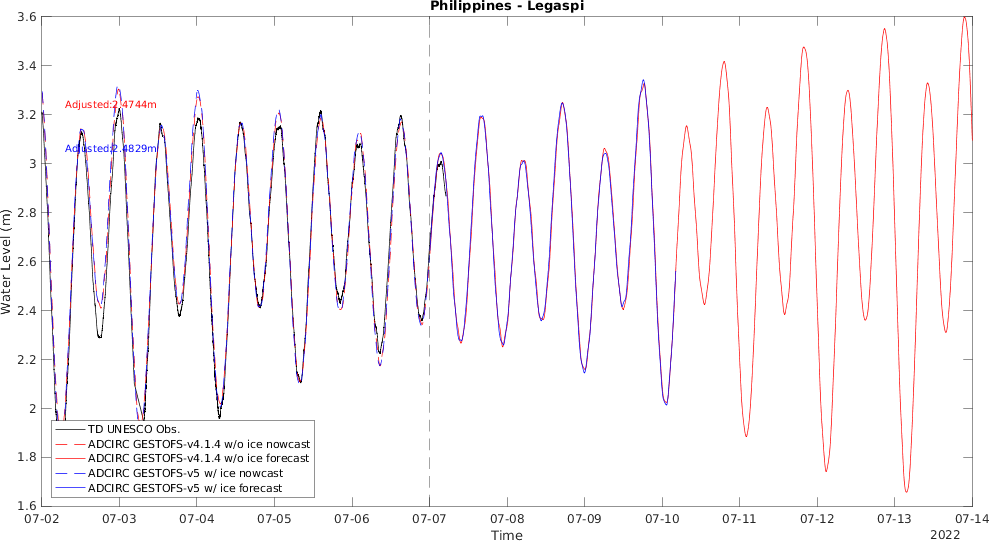 Philippines - Legaspi
3.6
3.4
3.2
3
2.8
2.6
2.4
2.2
2
1.8
1.6
Water Level (m)
Adjusted:2.4744m
Adjusted:2.4829m
TD UNESCO Obs.
ADCIRC GESTOFS-v4.1.4 w/o ice nowcast
ADCIRC GESTOFS-v4.1.4 w/o ice forecast
ADCIRC GESTOFS-v5 w/ ice nowcast
ADCIRC GESTOFS-v5 w/ ice forecast
07-02 07-03 07-04 07-05 07-06 07-07 07-08 07-09 07-10 07-11 07-12 07-13 07-14
Time
2022